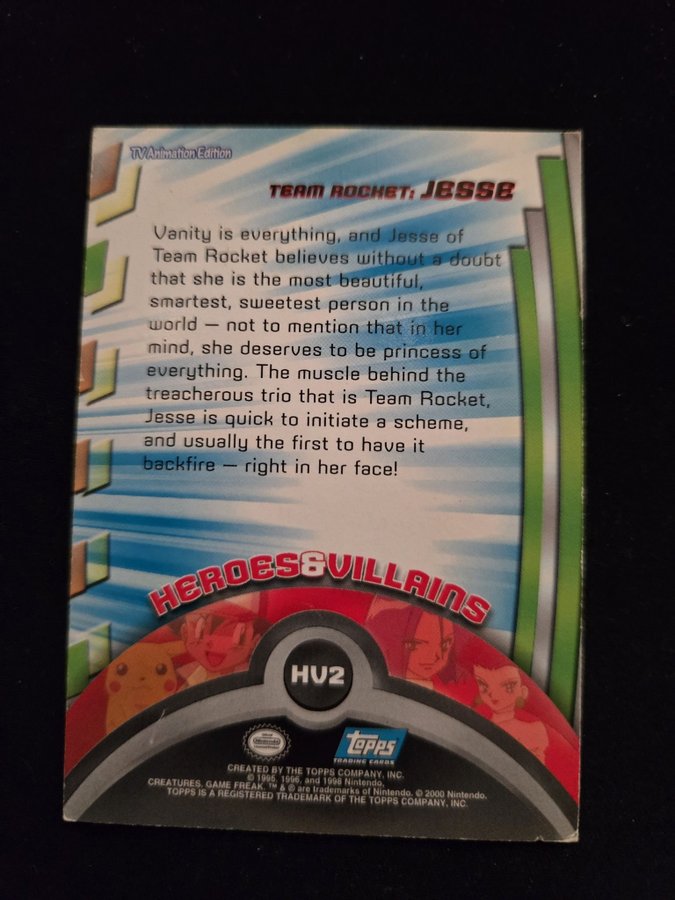 TV Animation Edition
TEAM ROCKET: JESSE
Vanity is everything, and Jesse of
Team Rocket believes without a doubt
that she is the most beautiful,
smartest, sweetest person in the
world — not to mention that in her
mind, she deserves to be princess of
everything. The muscle behind the
treacherous trio that is Team Rocket,
Jesse is quick to initiate a scheme,
and usually the first to have it
backfire — right in her face!
HEROES&VILLAINS
HV2
Nintendo
topps
TRADING CARDS
CREATED BY THE TOPPS COMPANY, INC.
© 1995, 1996, and 1998 Nintendo,
CREATURES, GAME FREAK. ™ & ® are trademarks of Nintendo. © 2000 Nintendo.
TOPPS IS A REGISTERED TRADEMARK OF THE TOPPS COMPANY, INC.